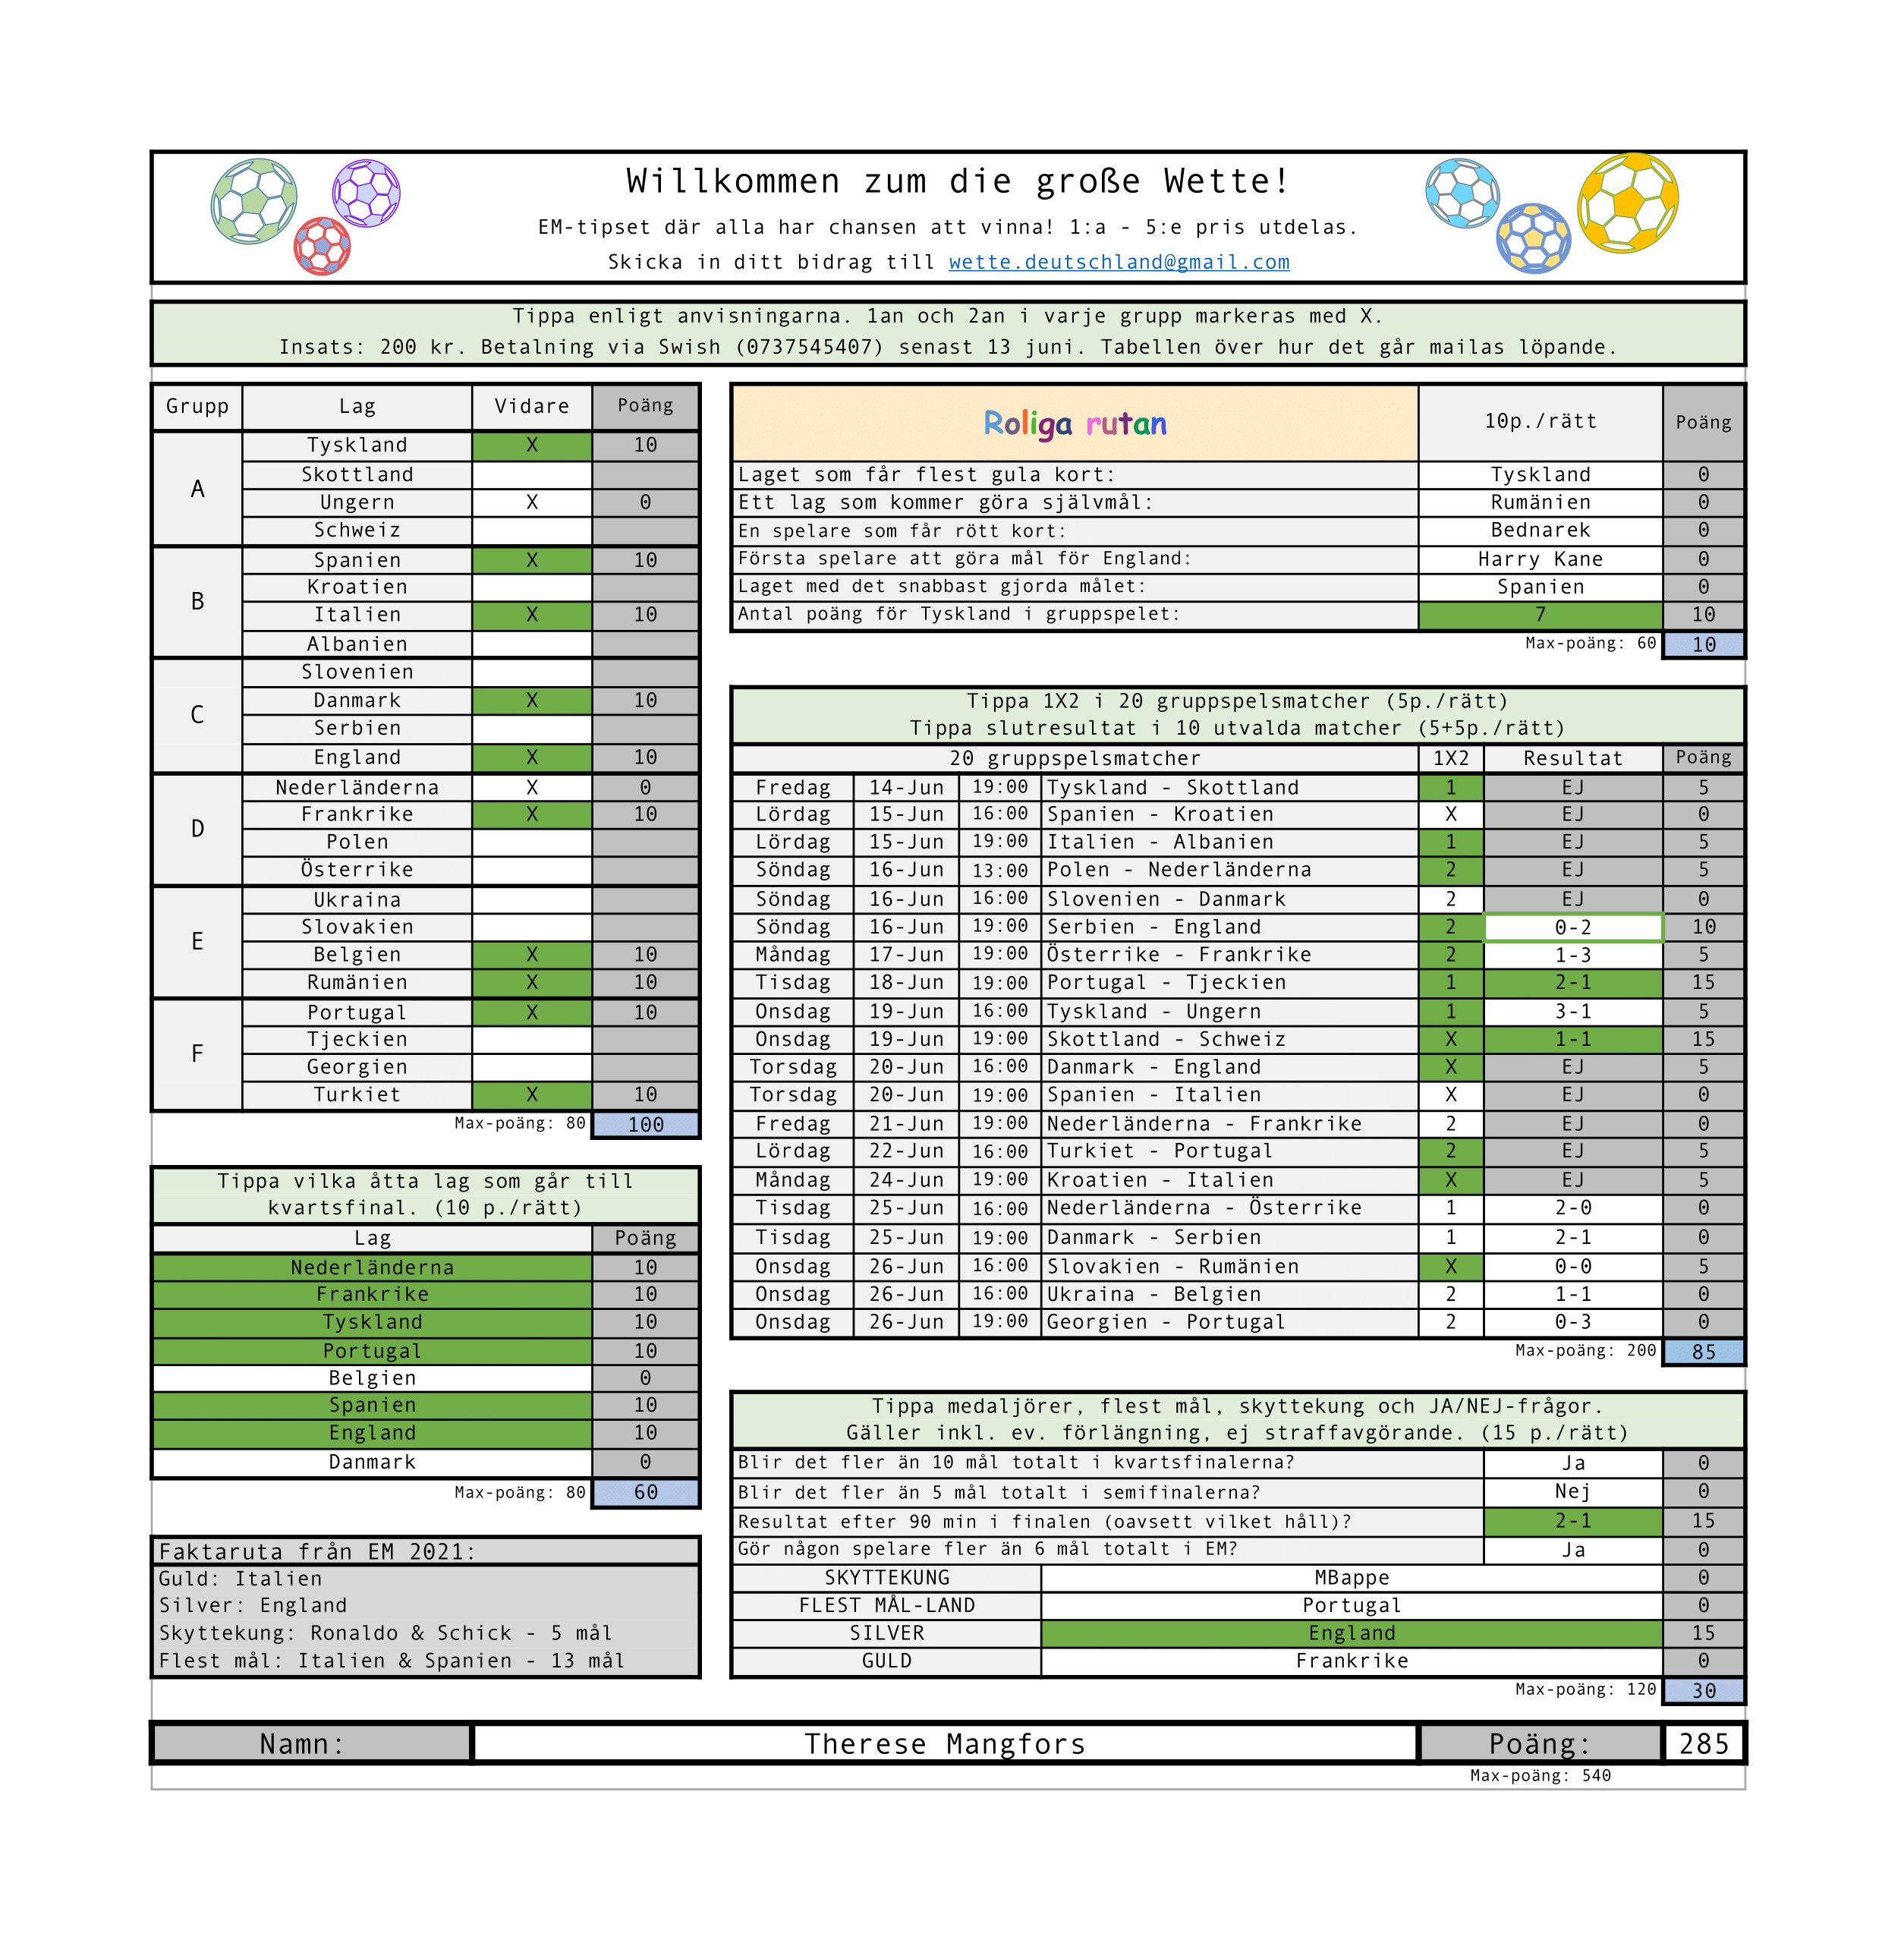 Willkommen zum die große Wette!
EM-tipset där alla har chansen att vinna! 1:a - 5:e pris utdelas.
Skicka in ditt bidrag till wette.deutschland@gmail.com
Tippa enligt anvisningarna. 1an och 2an i varje grupp markeras med X.
Insats: 200 kr. Betalning via Swish (0737545407) senast 13 juni. Tabellen över hur det går mailas löpande.
Grupp Lag Vidare Poäng
A
Tyskland X 10
Skottland
Ungern X 0
Schweiz
B
Spanien X 10
Kroatien
Italien X 10
Albanien
C
Slovenien
Danmark X 10
Serbien
England X 10
D
Nederländerna X 0
Frankrike X 10
Polen
Österrike
E
Ukraina
Slovakien
Belgien X 10
Rumänien X 10
F
Portugal X 10
Tjeckien
Georgien
Turkiet X 10
Max-poäng: 80 100
Tippa vilka åtta lag som går till
kvartsfinal. (10 p./rätt)
Lag Poäng
Nederländerna 10
Frankrike 10
Tyskland 10
Portugal 10
Belgien 0
Spanien 10
England 10
Danmark 0
Max-poäng: 80 60
Faktaruta från EM 2021:
Guld: Italien
Silver: England
Skyttekung: Ronaldo & Schick - 5 mål
Flest mål: Italien & Spanien - 13 mål
Roliga rutan 10p./rätt Poäng
Laget som får flest gula kort: Tyskland 0
Ett lag som kommer göra självmål: Rumänien 0
En spelare som får rött kort: Bednarek 0
Första spelare att göra mål för England: Harry Kane 0
Laget med det snabbast gjorda målet: Spanien 0
Antal poäng för Tyskland i gruppspelet: 7 10
Max-poäng: 60 10
Tippa 1X2 i 20 gruppspelsmatcher (5p./rätt)
Tippa slutresultat i 10 utvalda matcher (5+5p./rätt)
20 gruppspelsmatcher 1X2 Resultat Poäng
Fredag 14-Jun 19:00 Tyskland - Skottland 1 EJ 5
Lördag 15-Jun 16:00 Spanien - Kroatien X EJ 0
Lördag 15-Jun 19:00 Italien - Albanien 1 EJ 5
Söndag 16-Jun 13:00 Polen - Nederländerna 2 EJ 5
Söndag 16-Jun 16:00 Slovenien - Danmark 2 EJ 0
Söndag 16-Jun 19:00 Serbien - England 2 0-2 10
Måndag 17-Jun 19:00 Österrike - Frankrike 2 1-3 5
Tisdag 18-Jun 19:00 Portugal - Tjeckien 1 2-1 15
Onsdag 19-Jun 16:00 Tyskland - Ungern 1 3-1 5
Onsdag 19-Jun 19:00 Skottland - Schweiz X 1-1 15
Torsdag 20-Jun 16:00 Danmark - England X EJ 5
Torsdag 20-Jun 19:00 Spanien - Italien X EJ 0
Fredag 21-Jun 19:00 Nederländerna - Frankrike 2 EJ 0
Lördag 22-Jun 16:00 Turkiet - Portugal 2 EJ 5
Måndag 24-Jun 19:00 Kroatien - Italien X EJ 5
Tisdag 25-Jun 16:00 Nederländerna - Österrike 1 2-0 0
Tisdag 25-Jun 19:00 Danmark - Serbien 1 2-1 0
Onsdag 26-Jun 16:00 Slovakien - Rumänien X 0-0 5
Onsdag 26-Jun 16:00 Ukraina - Belgien 2 1-1 0
Onsdag 26-Jun 19:00 Georgien - Portugal 2 0-3 0
Max-poäng: 200 85
Tippa medaljörer, flest mål, skyttekung och JA/NEJ-frågor.
Gäller inkl. ev. förlängning, ej straffavgörande. (15 p./rätt)
Blir det fler än 10 mål totalt i kvartsfinalerna? Ja 0
Blir det fler än 5 mål totalt i semifinalerna? Nej 0
Resultat efter 90 min i finalen (oavsett vilket håll)? 2-1 15
Gör någon spelare fler än 6 mål totalt i EM? Ja 0
SKYTTEKUNG MBappe 0
FLEST MÅL-LAND Portugal 0
SILVER England 15
GULD Frankrike 0
Max-poäng: 120 30
Namn: Therese Mangfors Poäng: 285
Max-poäng: 540